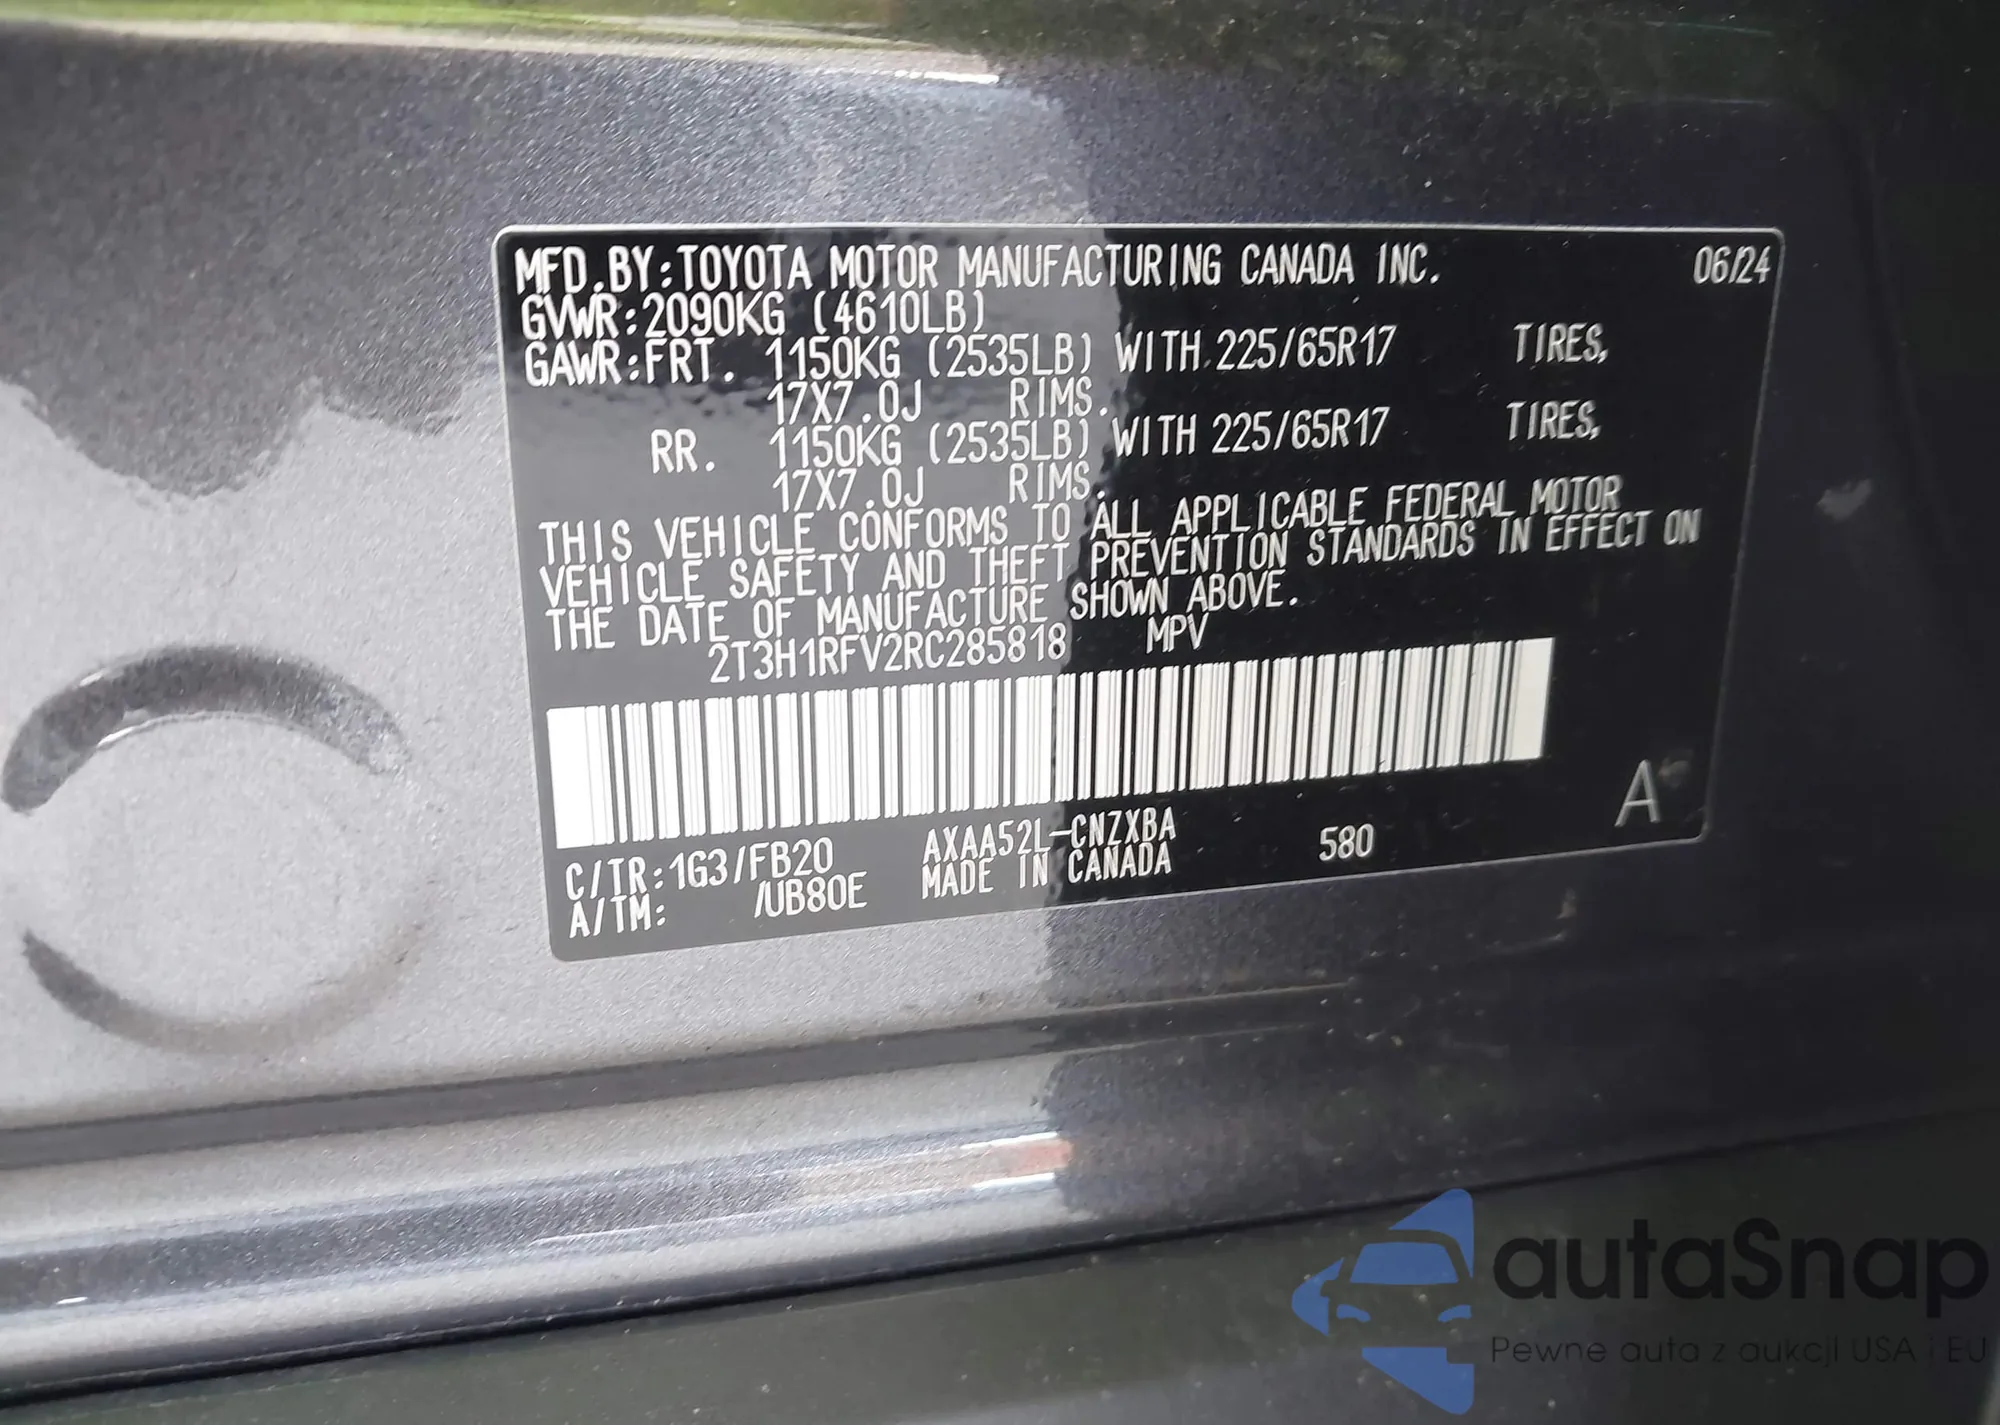 MFD.BY:TOYOTA MOTOR MANUFACTURING CANADA INC. 06/24
GVWR:2090KG (4610LB)
GAWR:FRT. 1150KG (2535LB) WITH 225/65R17 TIRES,
17X7.0J RIMS.
RR. 1150KG (2535LB) WITH 225/65R17 TIRES,
17X7.0J RIMS.
THIS VEHICLE CONFORMS TO ALL APPLICABLE FEDERAL MOTOR
VEHICLE SAFETY AND THEFT PREVENTION STANDARDS IN EFFECT ON
THE DATE OF MANUFACTURE SHOWN ABOVE.
2T3H1RFV2RC285818 MPV
A
C/TR:1G3/FB20 AXAA52L-CNZXBA 580
A/TM: /UB80E MADE IN CANADA
autaSnap
Pewne auta z aukcji USA i EU